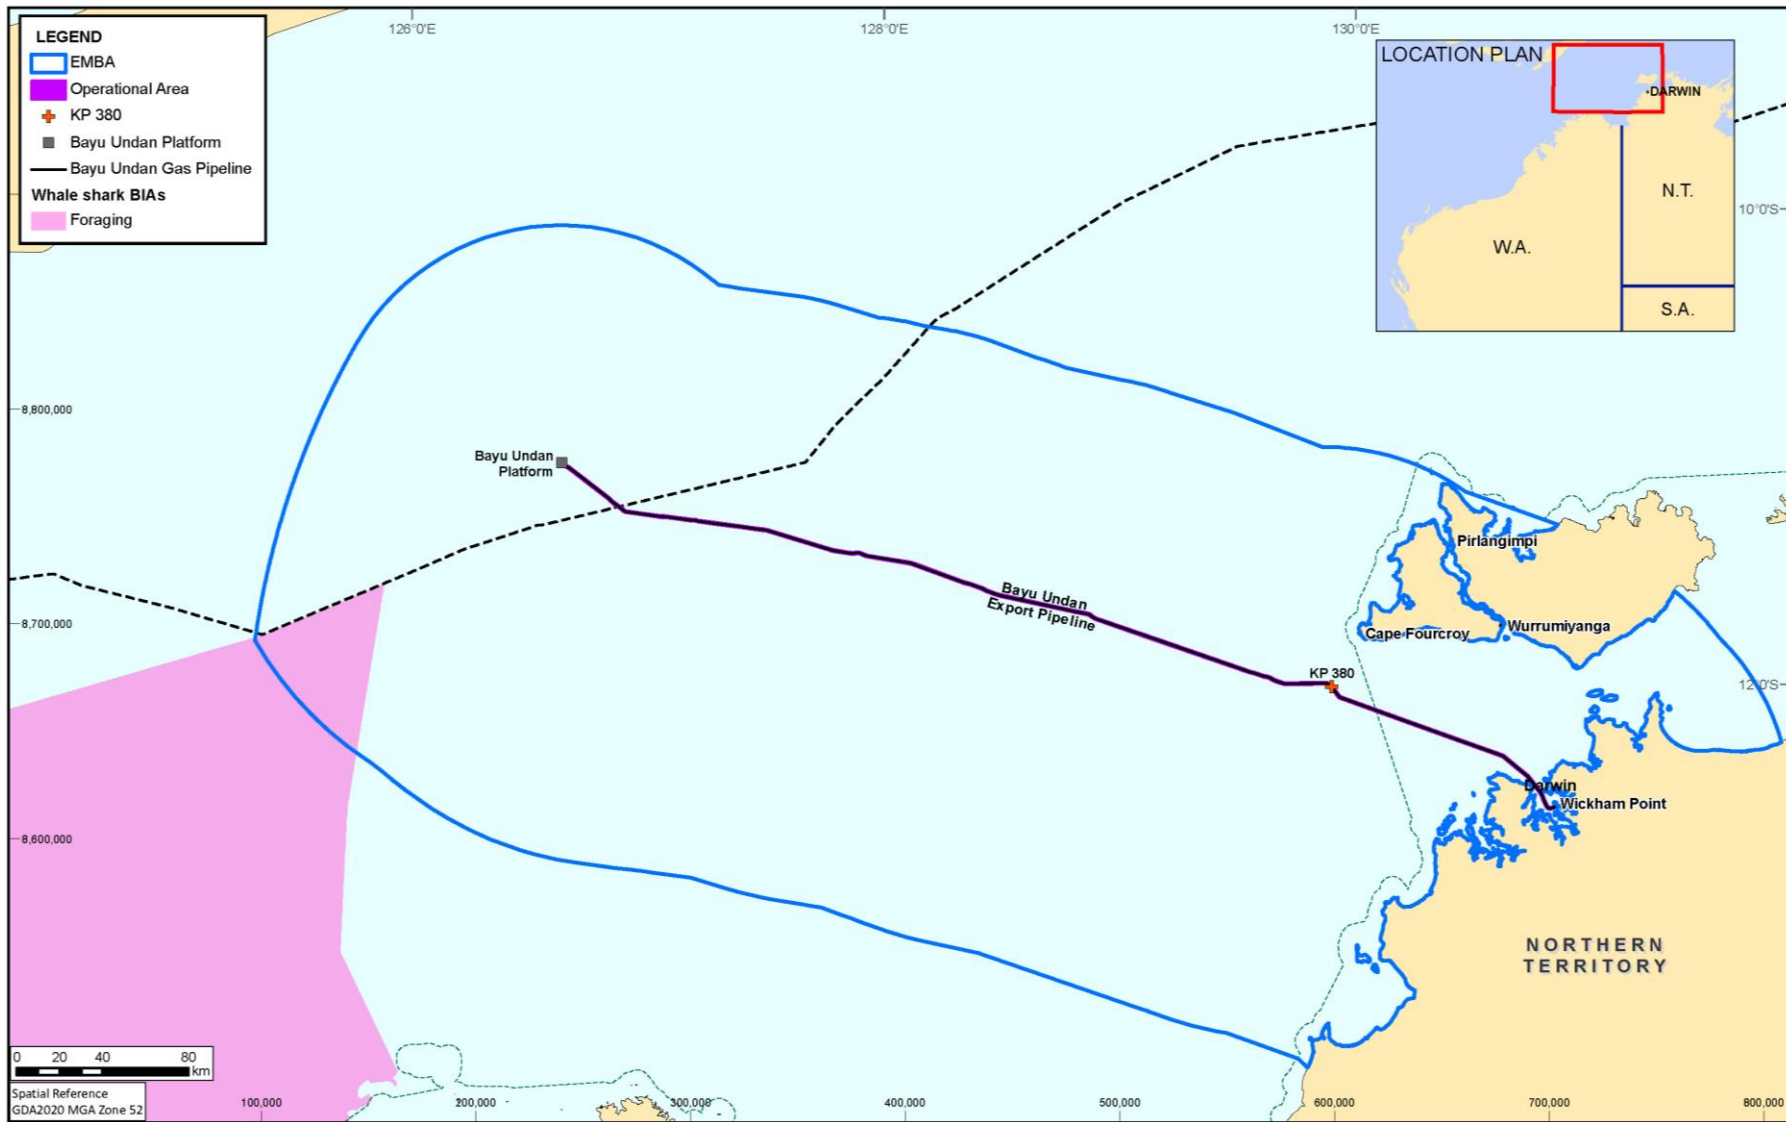 126°0'E
128°0'E
130°0'E
LEGEND
EMBA
Operational Area
KP 380
Bayu Undan Platform
Bayu Undan Gas Pipeline
Whale shark BIAs
Foraging
LOCATION PLAN
DARWIN
N.T.
W.A.
S.A.
10°0'S
8,800,000
Bayu Undan
Platform
Pirlangimpi
Bayu Undan
Export Pipeline
8,700,000
Cape Fourcroy
Wurrumiyanga
KP 380
12°0'S
Darwin
Wickham Point
8,600,000
NORTHERN
TERRITORY
0 20 40 80
km
Spatial Reference
GDA2020 MGA Zone 52
100,000
200,000
300,000
400,000
500,000
600,000
700,000
800,000